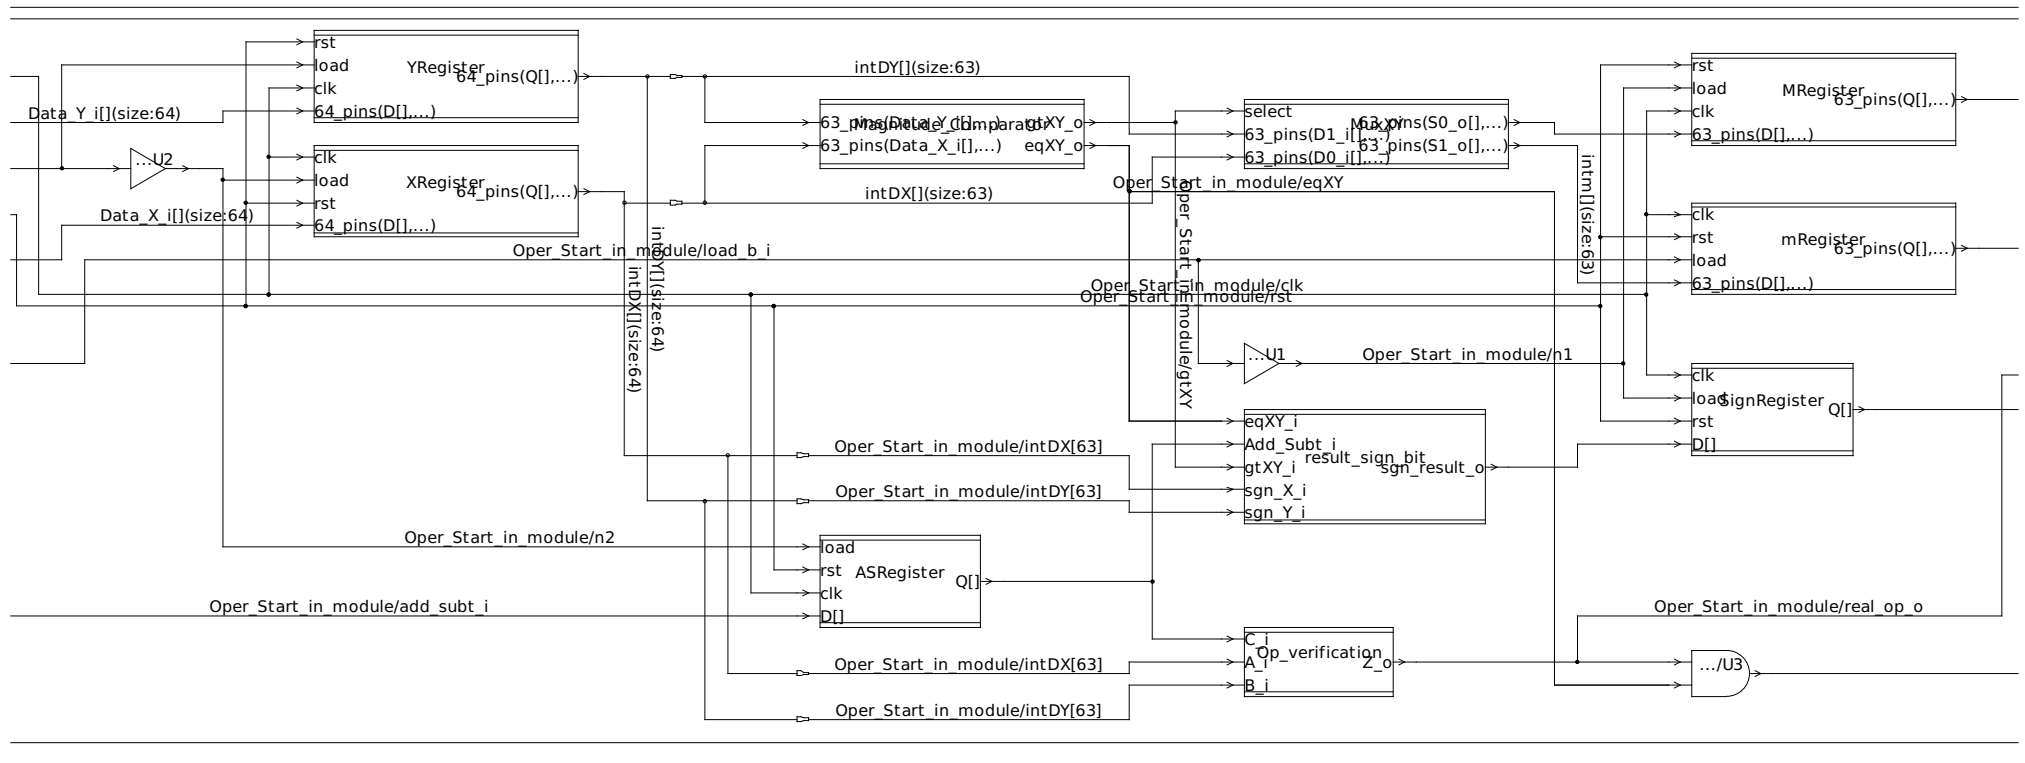 rst
load
clk
64_pins(D[],...)
YRegister
64_pins(Q[],...)
Data_Y_i[](size:64)
...U2
clk
load
rst
64_pins(D[],...)
XRegister
64_pins(Q[],...)
Data_X_i[](size:64)
intDY[](size:63)
63_pins(Data_Y_i[],...)
63_pins(Data_X_i[],...)
Magnitude_Comparator
gtXY_o
eqXY_o
intDX[](size:63)
select
63_pins(D1_i[],...)
63_pins(D0_i[],...)
MuxXY
63_pins(S0_o[],...)
63_pins(S1_o[],...)
Oper_Start_in_module/eqXY
rst
load
clk
63_pins(D[],...)
MRegister
63_pins(Q[],...)
intm[](size:63)
clk
rst
load
63_pins(D[],...)
mRegister
63_pins(Q[],...)
Oper_Start_in_module/load_b_i
Oper_Start_in_module/clk
Oper_Start_in_module/rst
intDY[](size:64)
intDX[](size:64)
Oper_Start_in_module/gtXY
...U1
Oper_Start_in_module/n1
clk
load
rst
D[]
SignRegister
Q[]
eqXY_i
Add_Subt_i
gtXY_i
sgn_X_i
sgn_Y_i
result_sign_bit
sgn_result_o
Oper_Start_in_module/intDX[63]
Oper_Start_in_module/intDY[63]
Oper_Start_in_module/n2
load
rst
clk
D[]
ASRegister
Q[]
Oper_Start_in_module/add_subt_i
Oper_Start_in_module/real_op_o
C_i
A_i
B_i
Op_verification
Z_o
.../U3
Oper_Start_in_module/intDX[63]
Oper_Start_in_module/intDY[63]